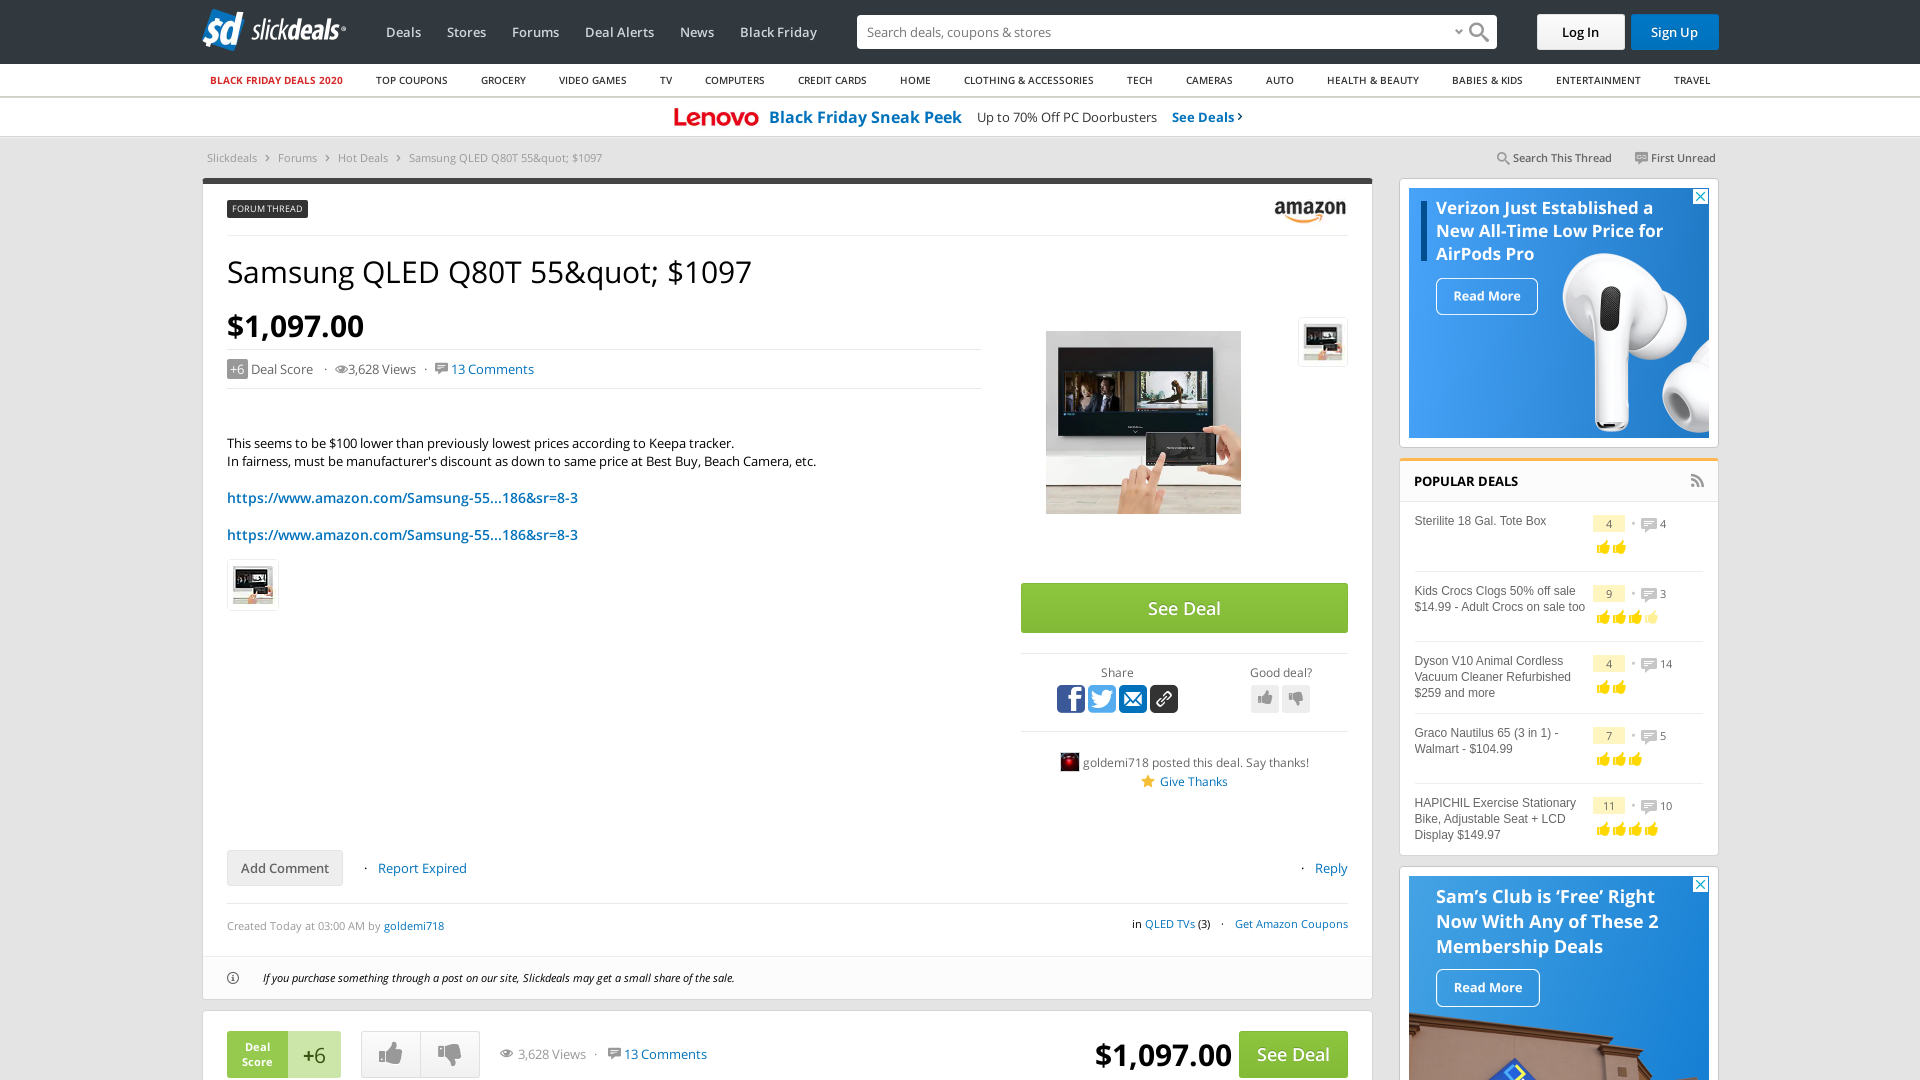 slickdeals
Deals
Stores
Forums
Deal Alerts
News
Black Friday
Search deals, coupons & stores
Log In
Sign Up
BLACK FRIDAY DEALS 2020
TOP COUPONS
GROCERY
VIDEO GAMES
TV
COMPUTERS
CREDIT CARDS
HOME
CLOTHING & ACCESSORIES
TECH
CAMERAS
AUTO
HEALTH & BEAUTY
BABIES & KIDS
ENTERTAINMENT
TRAVEL
Lenovo Black Friday Sneak Peek Up to 70% Off PC Doorbusters See Deals ›
Slickdeals › Forums › Hot Deals › Samsung QLED Q80T 55&quot; $1097
Search This Thread
First Unread
FORUM THREAD
amazon
Samsung QLED Q80T 55&quot; $1097
$1,097.00
+6 Deal Score · 3,628 Views · 13 Comments
This seems to be $100 lower than previously lowest prices according to Keepa tracker.
In fairness, must be manufacturer's discount as down to same price at Best Buy, Beach Camera, etc.
https://www.amazon.com/Samsung-55...186&sr=8-3
https://www.amazon.com/Samsung-55...186&sr=8-3
See Deal
Share
Good deal?
goldemi718 posted this deal. Say thanks!
Give Thanks
Add Comment · Report Expired
· Reply
Created Today at 03:00 AM by goldemi718
in QLED TVs (3) · Get Amazon Coupons
If you purchase something through a post on our site, Slickdeals may get a small share of the sale.
Deal
Score
+6
3,628 Views · 13 Comments
$1,097.00
See Deal
Verizon Just Established a
New All-Time Low Price for
AirPods Pro
Read More
POPULAR DEALS
Sterilite 18 Gal. Tote Box
4 · 4
Kids Crocs Clogs 50% off sale
$14.99 - Adult Crocs on sale too
9 · 3
Dyson V10 Animal Cordless
Vacuum Cleaner Refurbished
$259 and more
4 · 14
Graco Nautilus 65 (3 in 1) -
Walmart - $104.99
7 · 5
HAPICHIL Exercise Stationary
Bike, Adjustable Seat + LCD
Display $149.97
11 · 10
Sam's Club is ‘Free’ Right
Now With Any of These 2
Membership Deals
Read More